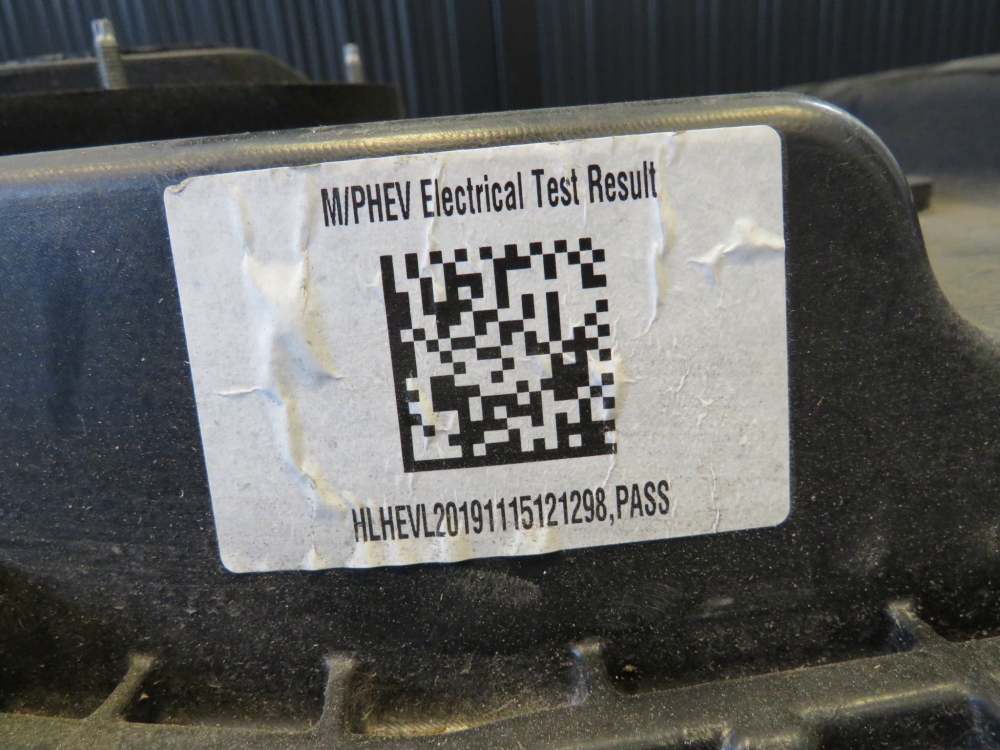 M/PHEV Electrical Test Result
HLHEVL20191115121298,PASS